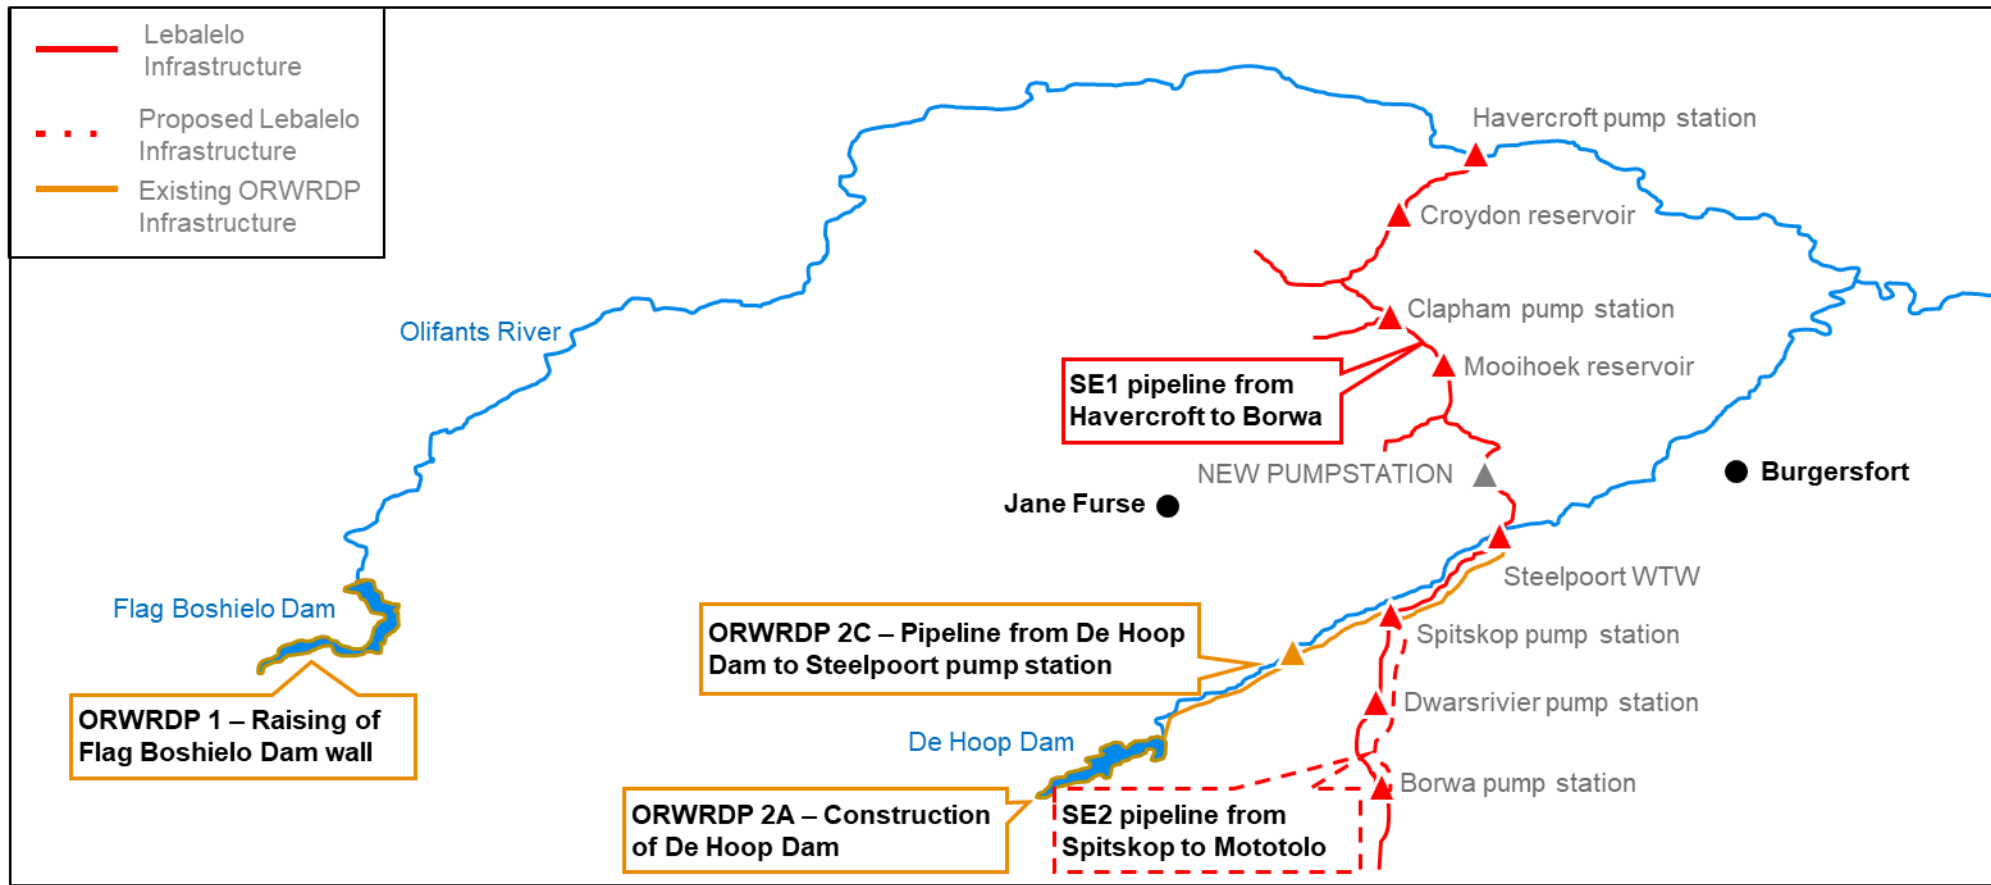 Lebalelo
Infrastructure
Proposed Lebalelo
Infrastructure
Existing ORWRDP
Infrastructure
Havercroft pump station
Croydon reservoir
Olifants River
Clapham pump station
SE1 pipeline from
Havercroft to Borwa
Mooihoek reservoir
NEW PUMPSTATION
Burgersfort
Jane Furse
Steelpoort WTW
Flag Boshielo Dam
ORWRDP 2C – Pipeline from De Hoop
Dam to Steelpoort pump station
Spitskop pump station
ORWRDP 1 – Raising of
Flag Boshielo Dam wall
Dwarsrivier pump station
De Hoop Dam
Borwa pump station
ORWRDP 2A – Construction
of De Hoop Dam
SE2 pipeline from
Spitskop to Mototolo